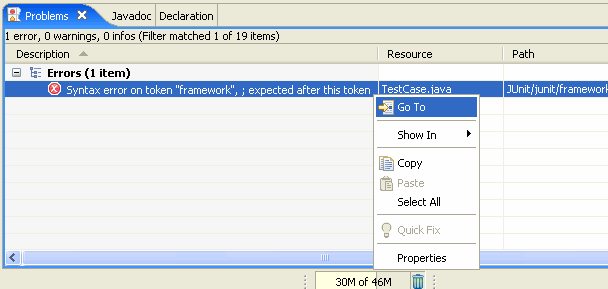 Problems Javadoc Declaration
1 error, 0 warnings, 0 infos (Filter matched 1 of 19 items)
Description Resource Path
Errors (1 item)
Syntax error on token "framework", ; expected after this token TestCase.java JUnit/junit/framework
Go To
Show In
Copy
Paste
Select All
Quick Fix
Properties
30M of 46M